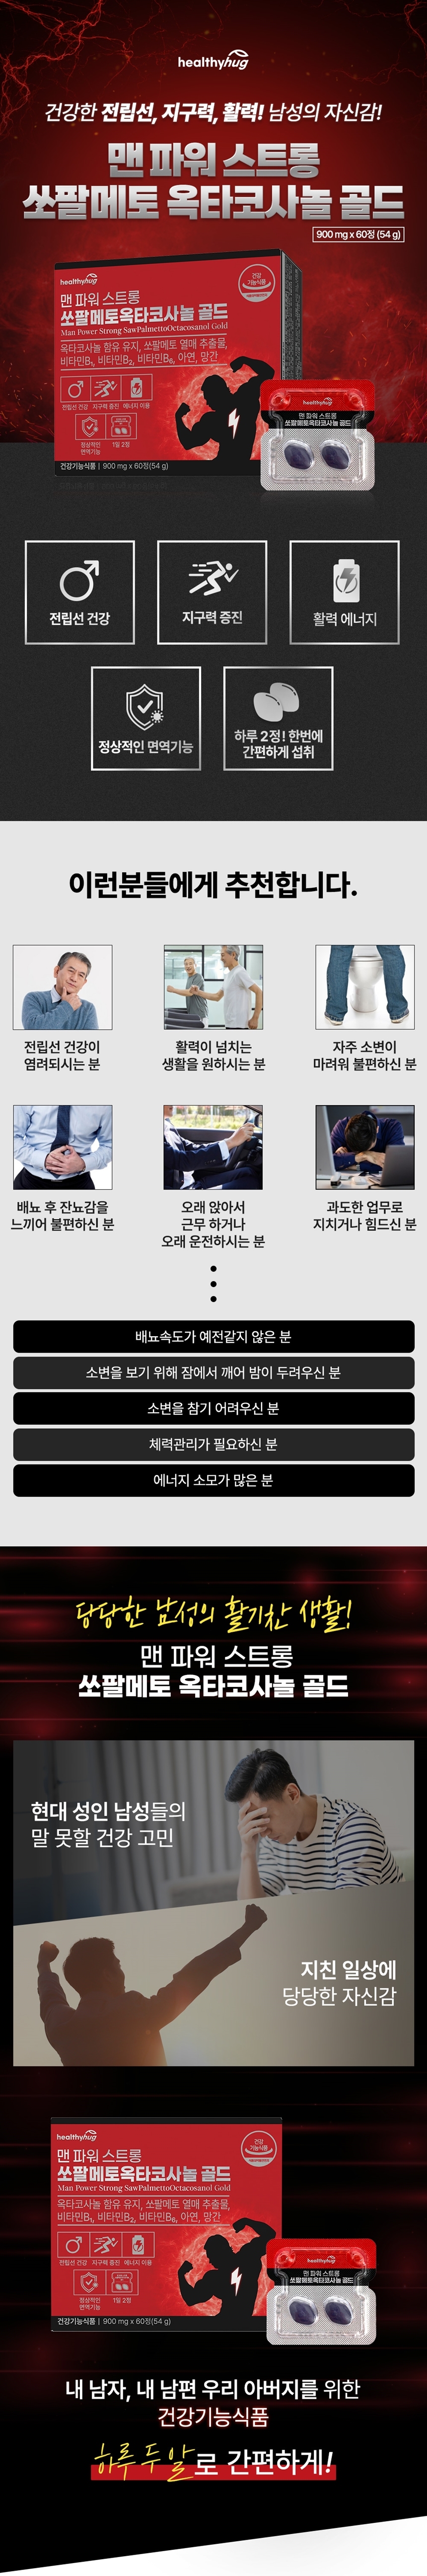 healthyhug
건강한 전립선, 지구력, 활력! 남성의 자신감!
맨 파워 스트롱
쏘팔메토 옥타코사놀 골드
900 mg x 60정 (54 g)
healthyhug
건강
기능식품
맨 파워 스트롱
쏘팔메토옥타코사놀 골드
Man Power Strong SawPalmettoOctacosanol Gold
옥타코사놀 함유 유지, 쏘팔메토 열매 추출물,
비타민B₁, 비타민B₂, 비타민B₆, 아연, 망간
전립선 건강 지구력 증진 에너지 이용
정상적인
면역기능
1일 2정
건강기능식품 | 900 mg x 60정(54 g)
healthyhug
맨 파워 스트롱
쏘팔메토옥타코사놀 골드
전립선 건강
지구력 증진
활력 에너지
정상적인 면역기능
하루 2정! 한번에
간편하게 섭취
이런분들에게 추천합니다.
전립선 건강이
염려되시는 분
활력이 넘치는
생활을 원하시는 분
자주 소변이
마려워 불편하신 분
배뇨 후 잔뇨감을
느끼어 불편하신 분
오래 앉아서
근무 하거나
오래 운전하시는 분
과도한 업무로
지치거나 힘드신 분
배뇨속도가 예전같지 않은 분
소변을 보기 위해 잠에서 깨어 밤이 두려우신 분
소변을 참기 어려우신 분
체력관리가 필요하신 분
에너지 소모가 많은 분
당당한 남성의 활기찬 생활!
맨 파워 스트롱
쏘팔메토 옥타코사놀 골드
현대 성인 남성들의
말 못할 건강 고민
지친 일상에
당당한 자신감
healthyhug
건강
기능식품
맨 파워 스트롱
쏘팔메토옥타코사놀 골드
Man Power Strong SawPalmettoOctacosanol Gold
옥타코사놀 함유 유지, 쏘팔메토 열매 추출물,
비타민B₁, 비타민B₂, 비타민B₆, 아연, 망간
전립선 건강 지구력 증진 에너지 이용
정상적인
면역기능
1일 2정
건강기능식품 | 900 mg x 60정(54 g)
healthyhug
맨 파워 스트롱
쏘팔메토옥타코사놀 골드
내 남자, 내 남편 우리 아버지를 위한
건강기능식품
하루 두 알로 간편하게!